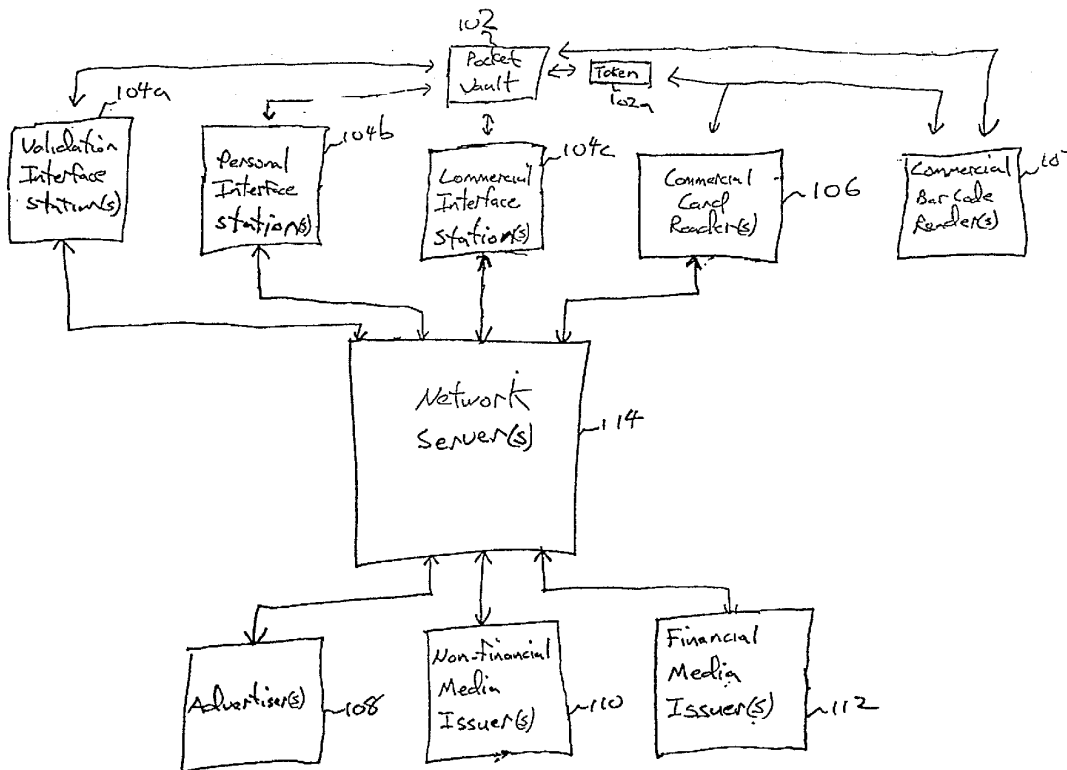 102
Pocket
Vault
Token
102a
104a
Validation
Interface
Station(s)
104b
Personal
Interface
Station(s)
104c
Commercial
Interface
Station(s)
Commercial
Card
Reader(s)
106
Commercial
Bar Code
Reader(s)
Network
Server(s)
114
Advertiser(s)
108
Non-financial
Media
Issuer(s)
110
Financial
Media
Issuer(s)
112